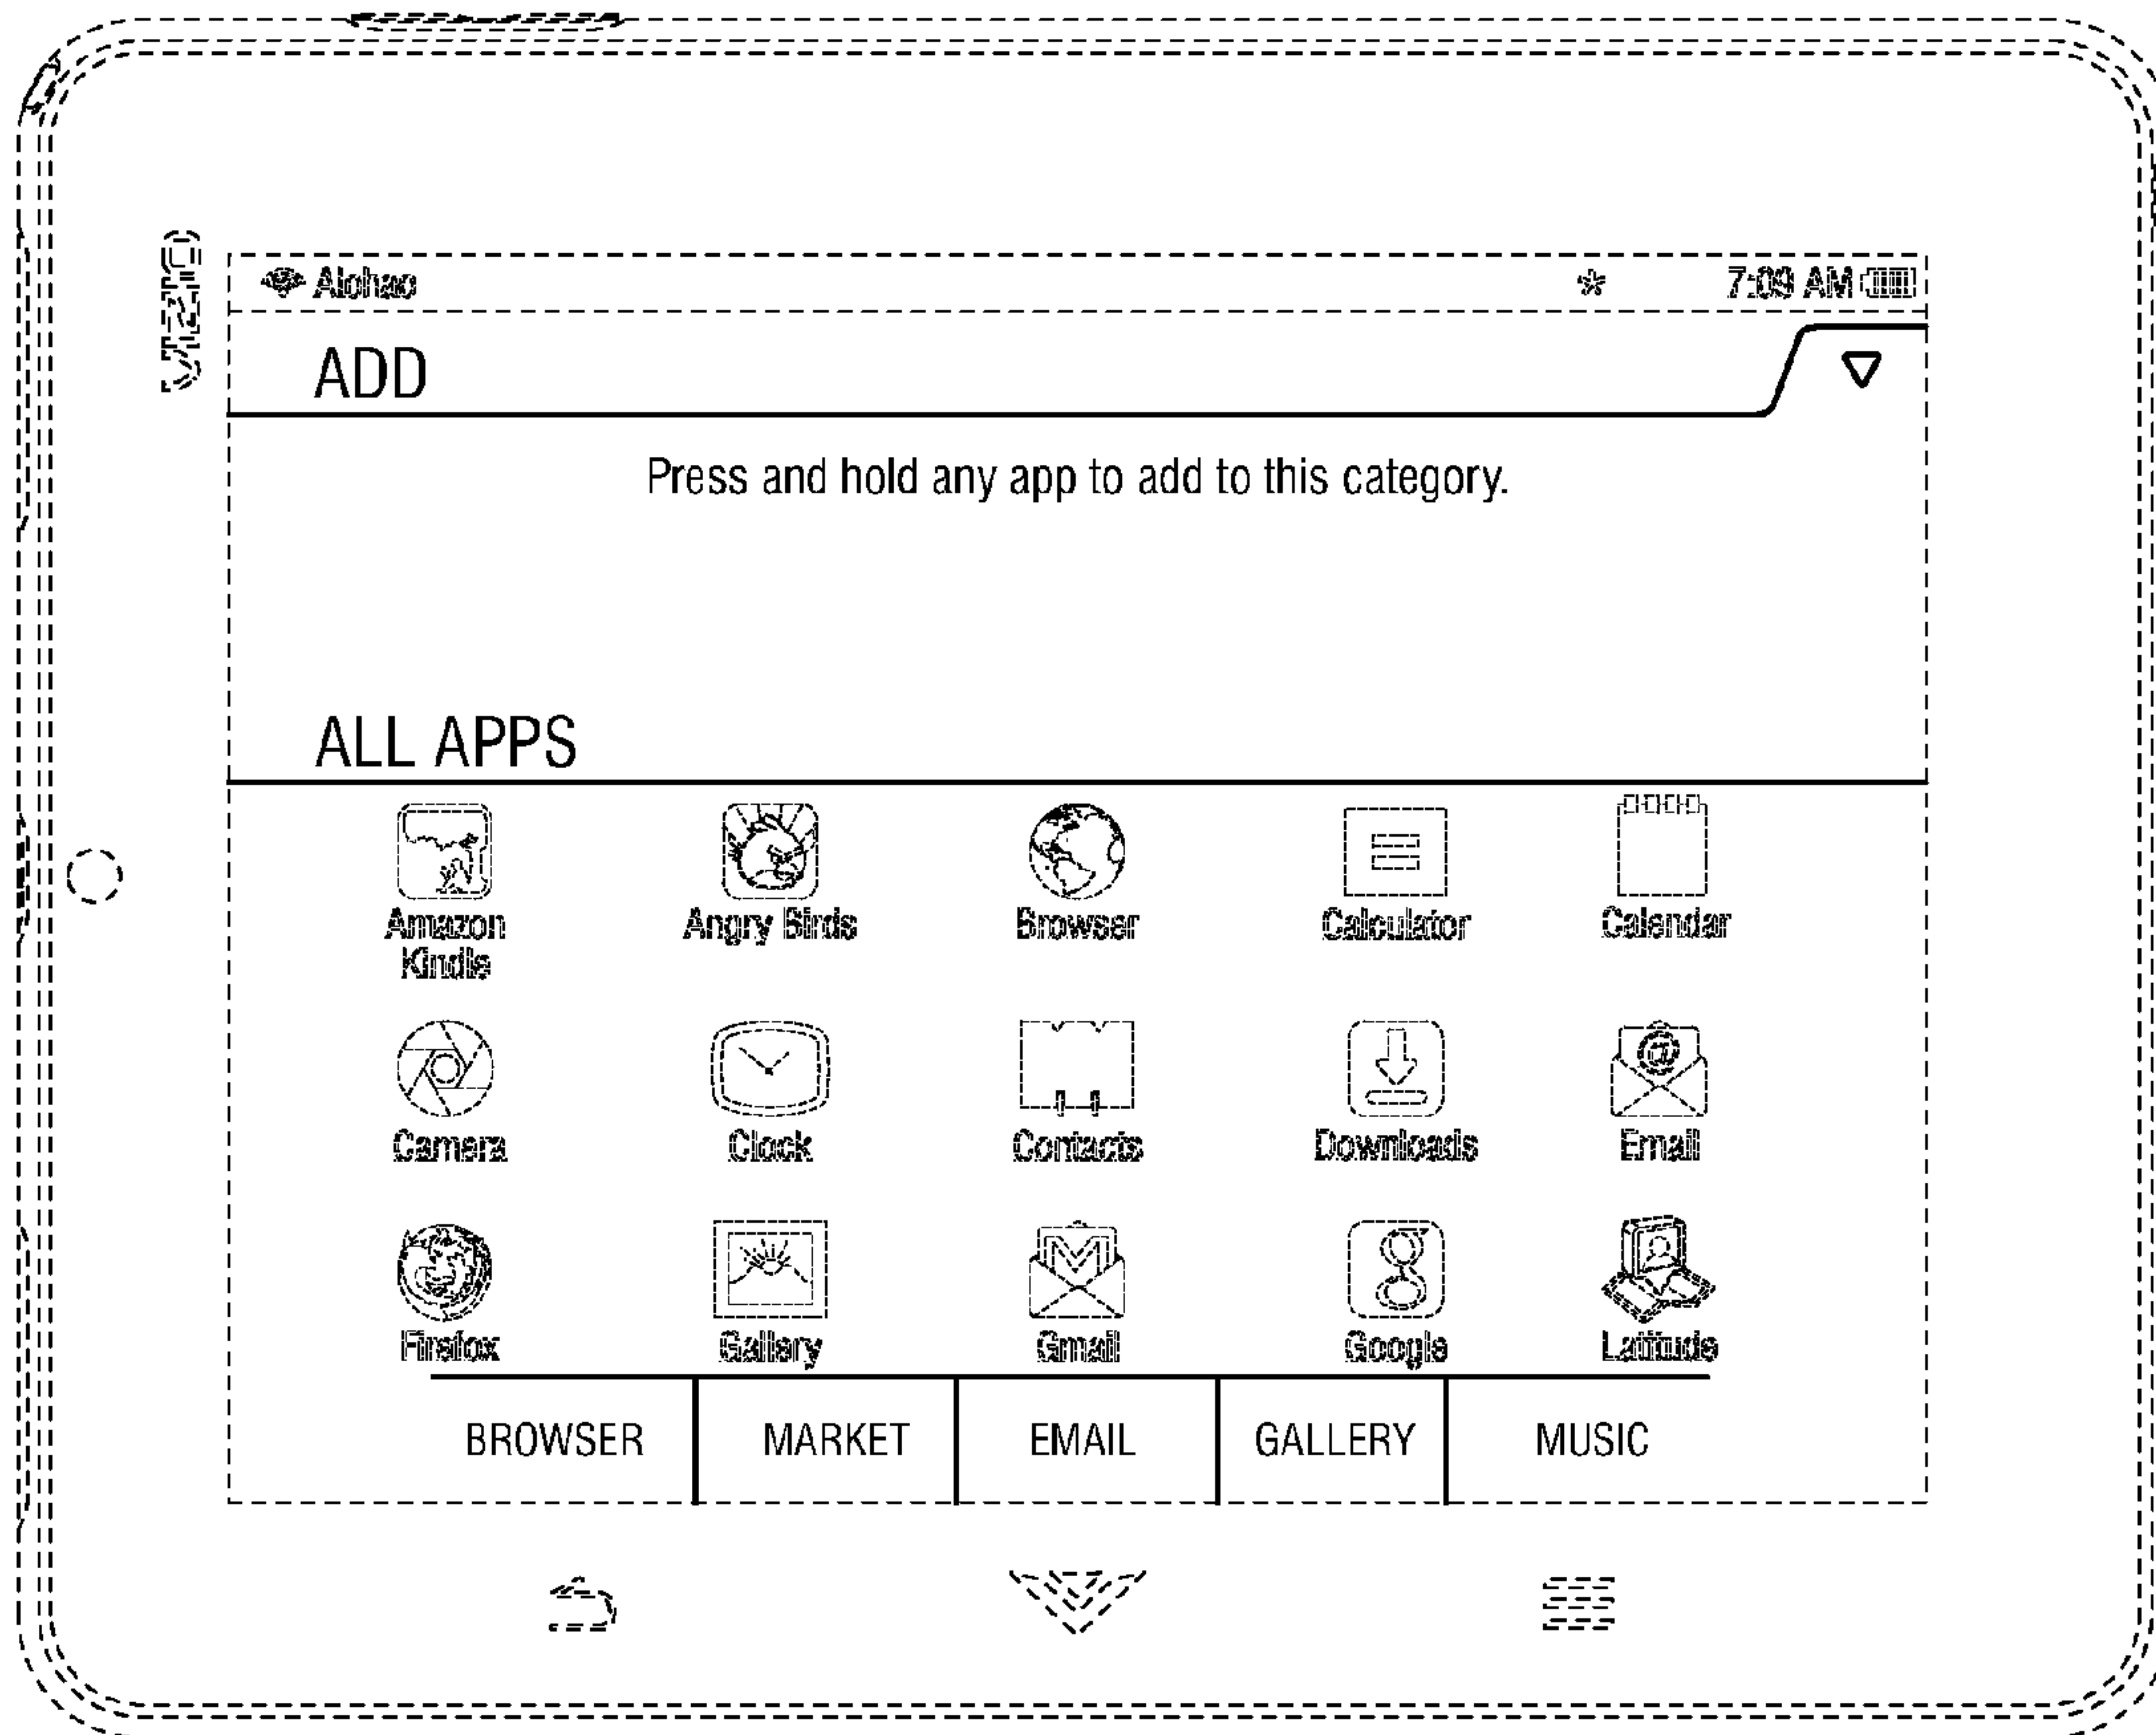 VIZIO
Alohao 7:09 AM
ADD
Press and hold any app to add to this category.
ALL APPS
Amazon Kindle Angry Birds Browser Calculator Calendar
Camera Clock Contacts Downloads Email
Firefox Gallery Gmail Google Latitude
BROWSER MARKET EMAIL GALLERY MUSIC